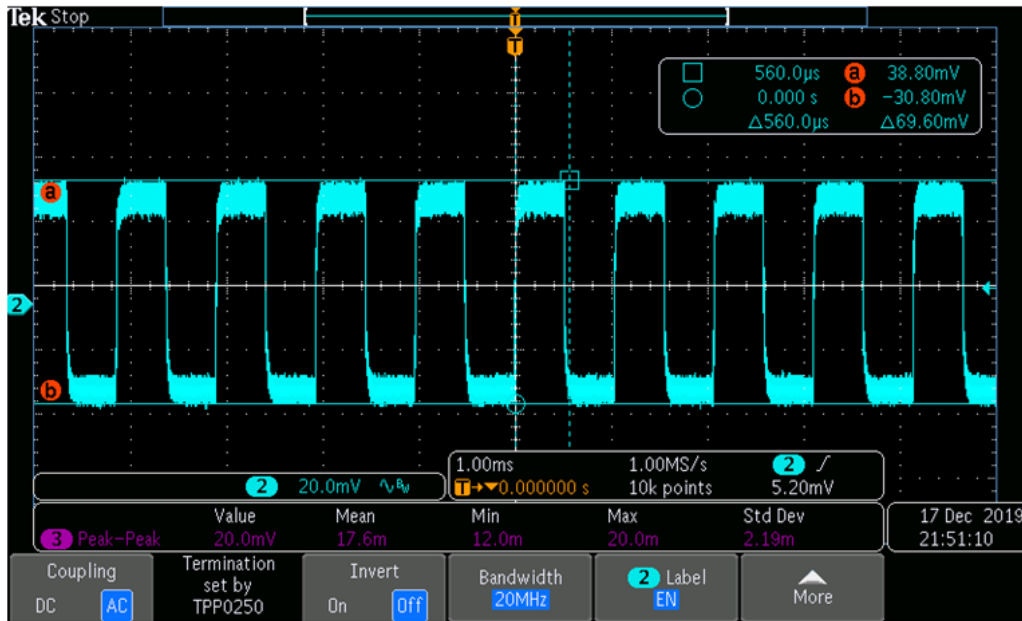 Tek Stop
T
T
560.0µs a 38.80mV
0.000 s b −30.80mV
△560.0µs △69.60mV
a
2
b
2 20.0mV BW
1.00ms 1.00MS/s 2
T→▼0.000000 s 10k points 5.20mV
Value Mean Min Max Std Dev
3 Peak-Peak 20.0mV 17.6m 12.0m 20.0m 2.19m
17 Dec 2019
21:51:10
Coupling
DC AC
Termination
set by
TPP0250
Invert
On Off
Bandwidth
20MHz
2 Label
EN
More